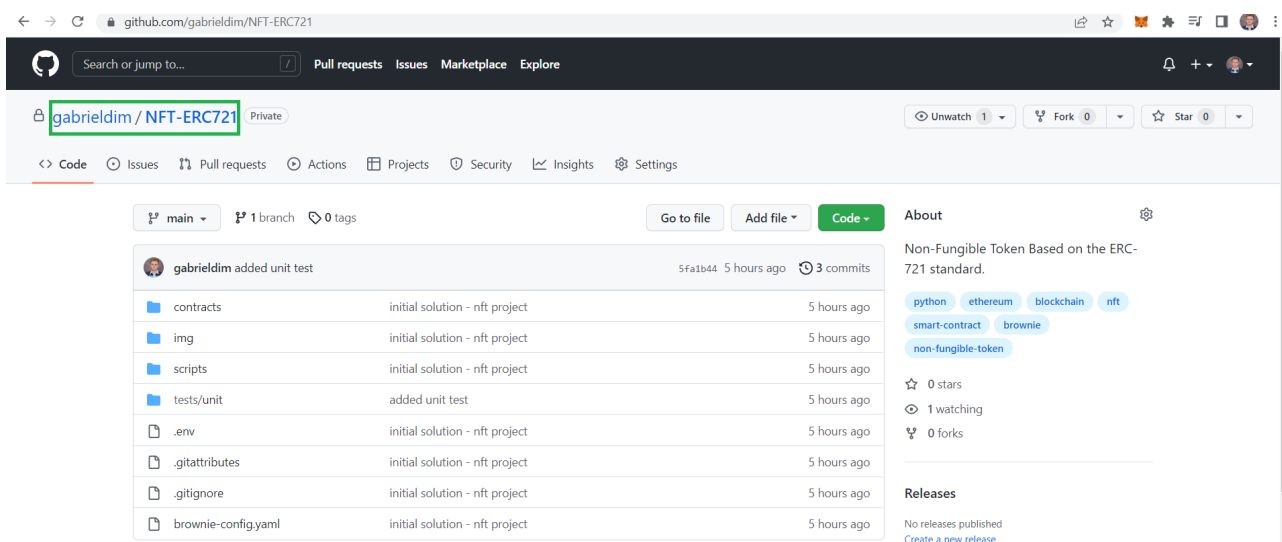 github.com/gabrieldim/NFT-ERC721
Search or jump to... / Pull requests Issues Marketplace Explore
gabrieldim / NFT-ERC721 Private Unwatch 1 Fork 0 Star 0
Code Issues Pull requests Actions Projects Security Insights Settings
main 1 branch 0 tags Go to file Add file Code
gabrieldim added unit test 5fa1b44 5 hours ago 3 commits
contracts initial solution - nft project 5 hours ago
img initial solution - nft project 5 hours ago
scripts initial solution - nft project 5 hours ago
tests/unit added unit test 5 hours ago
.env initial solution - nft project 5 hours ago
.gitattributes initial solution - nft project 5 hours ago
.gitignore initial solution - nft project 5 hours ago
brownie-config.yaml initial solution - nft project 5 hours ago
About
Non-Fungible Token Based on the ERC-
721 standard.
python ethereum blockchain nft
smart-contract brownie
non-fungible-token
0 stars
1 watching
0 forks
Releases
No releases published
Create a new release